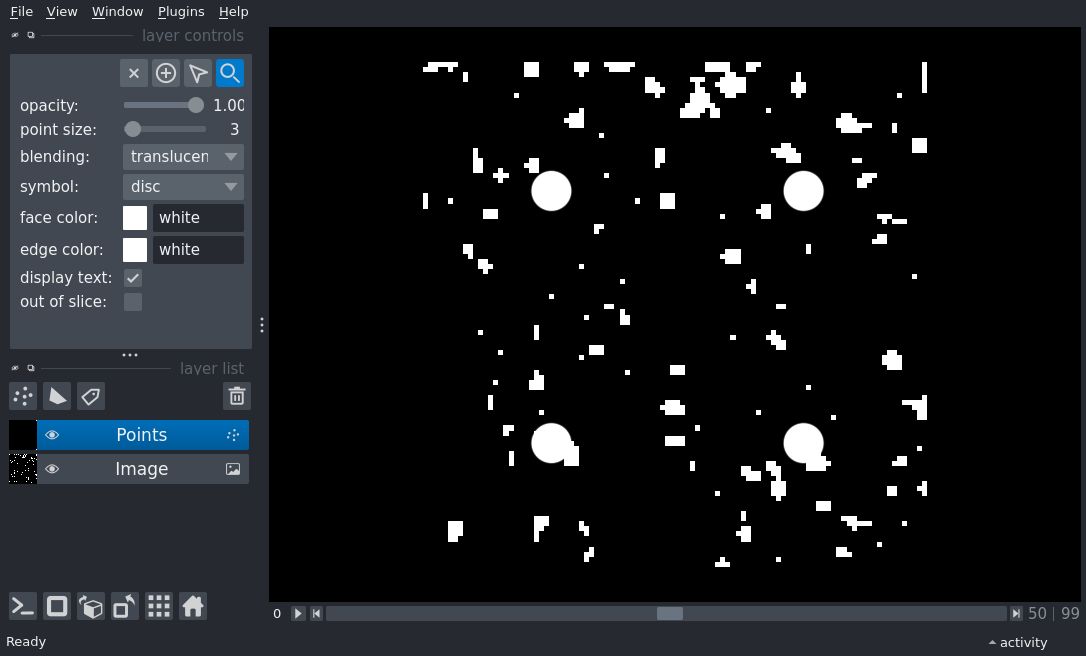 File View Window Plugins Help
layer controls
opacity: 1.00
point size: 3
blending: translucen
symbol: disc
face color: white
edge color: white
display text:
out of slice:
layer list
Points
Image
0 50 | 99
Ready activity